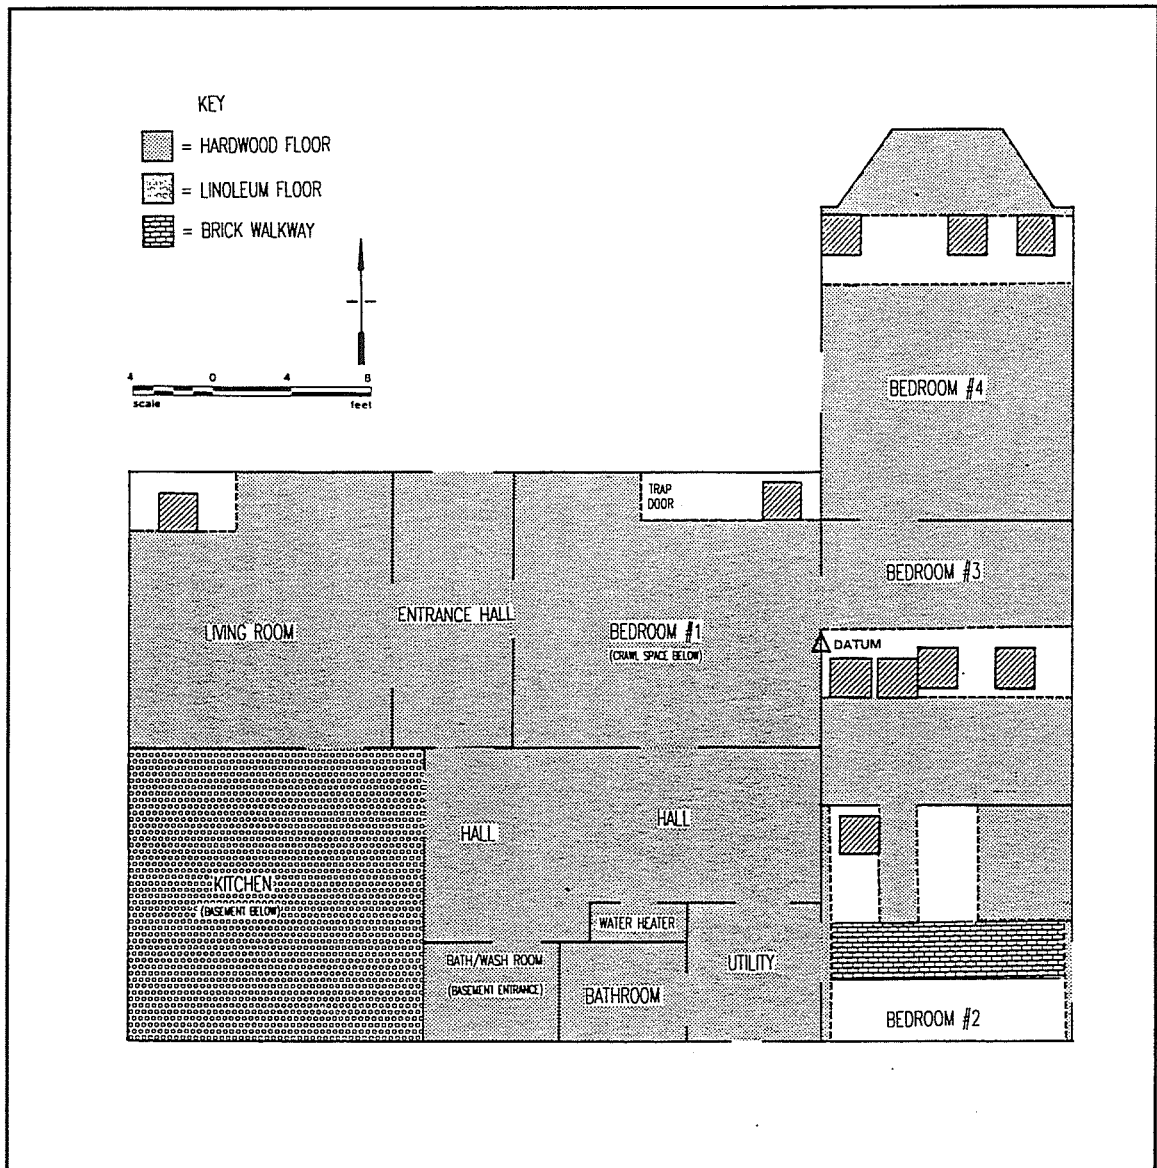 KEY
= HARDWOOD FLOOR
= LINOLEUM FLOOR
= BRICK WALKWAY
4 0 4 8
scale feet
BEDROOM #4
TRAP
DOOR
BEDROOM #3
ENTRANCE HALL
LIVING ROOM
BEDROOM #1
(CRAWL SPACE BELOW)
DATUM
HALL
HALL
KITCHEN
(BASEMENT BELOW)
WATER HEATER
BATH/WASH ROOM
(BASEMENT ENTRANCE)
UTILITY
BATHROOM
BEDROOM #2